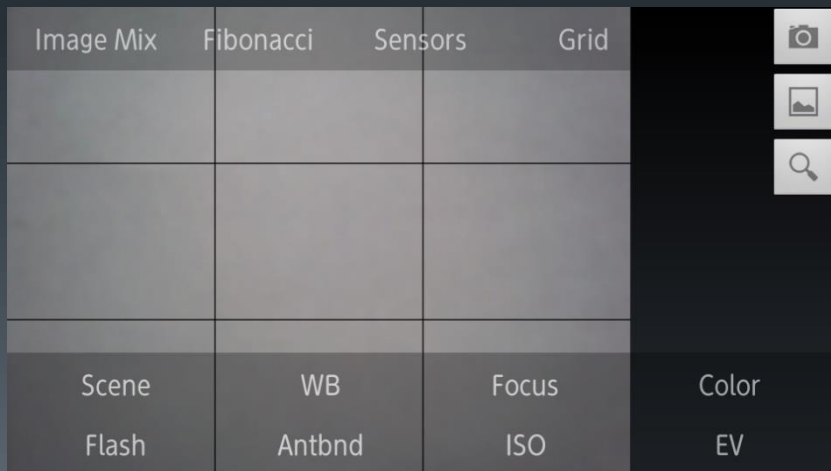 Image Mix Fibonacci Sensors Grid
Scene WB Focus Color
Flash Antbnd ISO EV